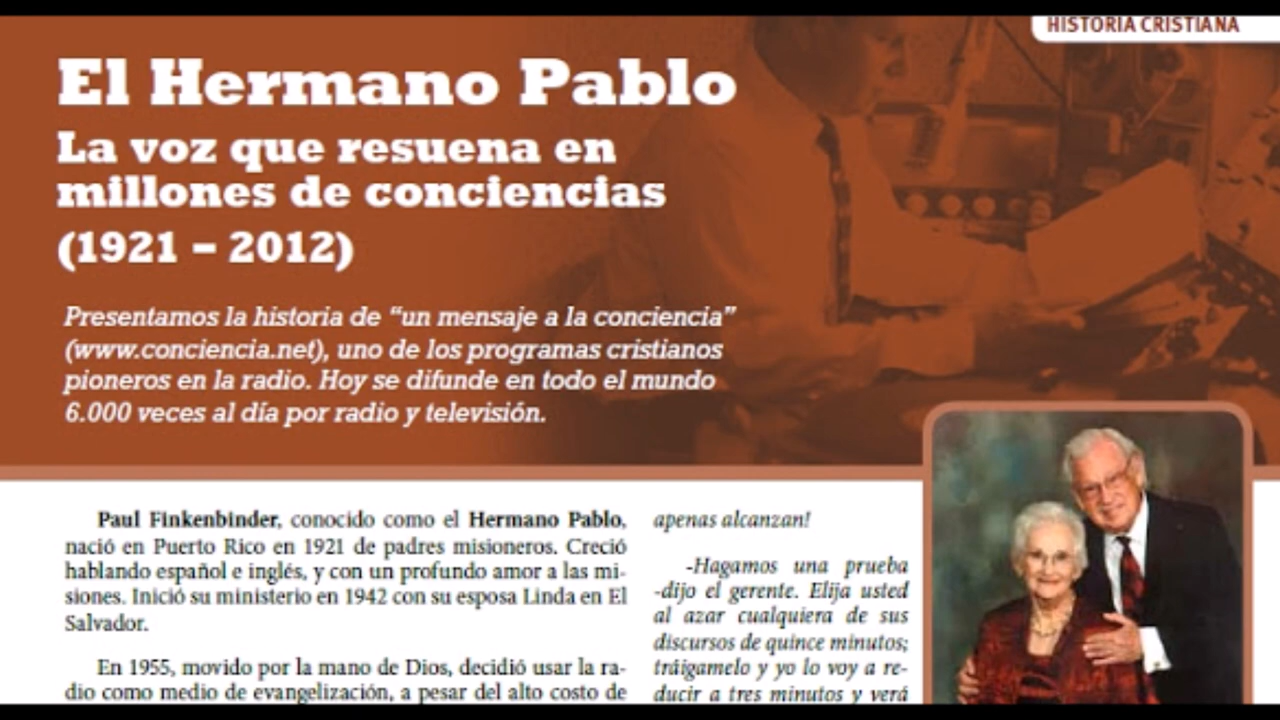 HISTORIA CRISTIANA
El Hermano Pablo
La voz que resuena en
millones de conciencias
(1921 – 2012)
Presentamos la historia de “un mensaje a la conciencia”
(www.conciencia.net), uno de los programas cristianos
pioneros en la radio. Hoy se difunde en todo el mundo
6.000 veces al día por radio y televisión.
Paul Finkenbinder, conocido como el Hermano Pablo,
nació en Puerto Rico en 1921 de padres misioneros. Creció
hablando español e inglés, y con un profundo amor a las mi-
siones. Inició su ministerio en 1942 con su esposa Linda en El
Salvador.
En 1955, movido por la mano de Dios, decidió usar la ra-
dio como medio de evangelización, a pesar del alto costo de
apenas alcanzan!
-Hagamos una prueba
-dijo el gerente. Elija usted
al azar cualquiera de sus
discursos de quince minutos;
tráigamelo y yo lo voy a re-
ducir a tres minutos y verá